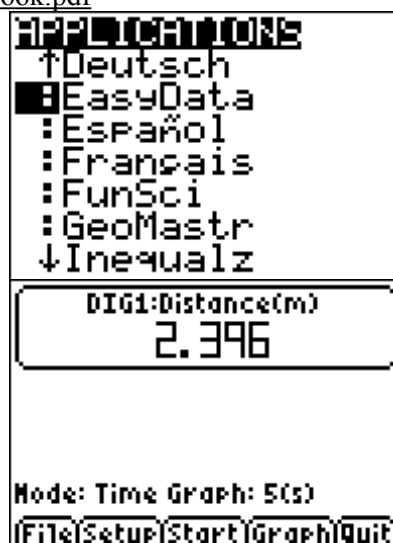 ook.pdf
APPLICATIONS
↑Deutsch
:EasyData
:Español
:Français
:FunSci
:GeoMastr
↓Inequalz
DIG1:Distance(m)
2.396
Mode: Time Graph: 5(s)
File Setup Start Graph Quit